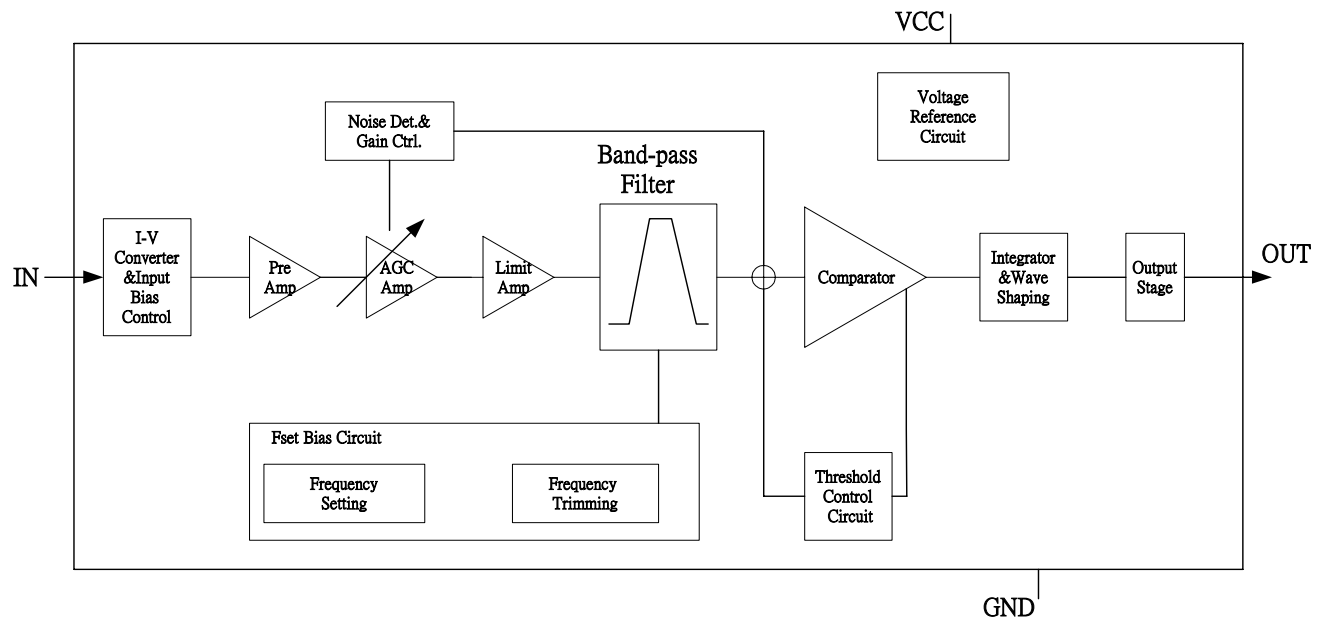 VCC
Voltage
Reference
Circuit
Noise Det.&
Gain Ctrl.
Band-pass
Filter
IN
I-V
Converter
&Input
Bias
Control
Pre
Amp
AGC
Amp
Limit
Amp
Comparator
Integrator
&Wave
Shaping
Output
Stage
OUT
Fset Bias Circuit
Frequency
Setting
Frequency
Trimming
Threshold
Control
Circuit
GND